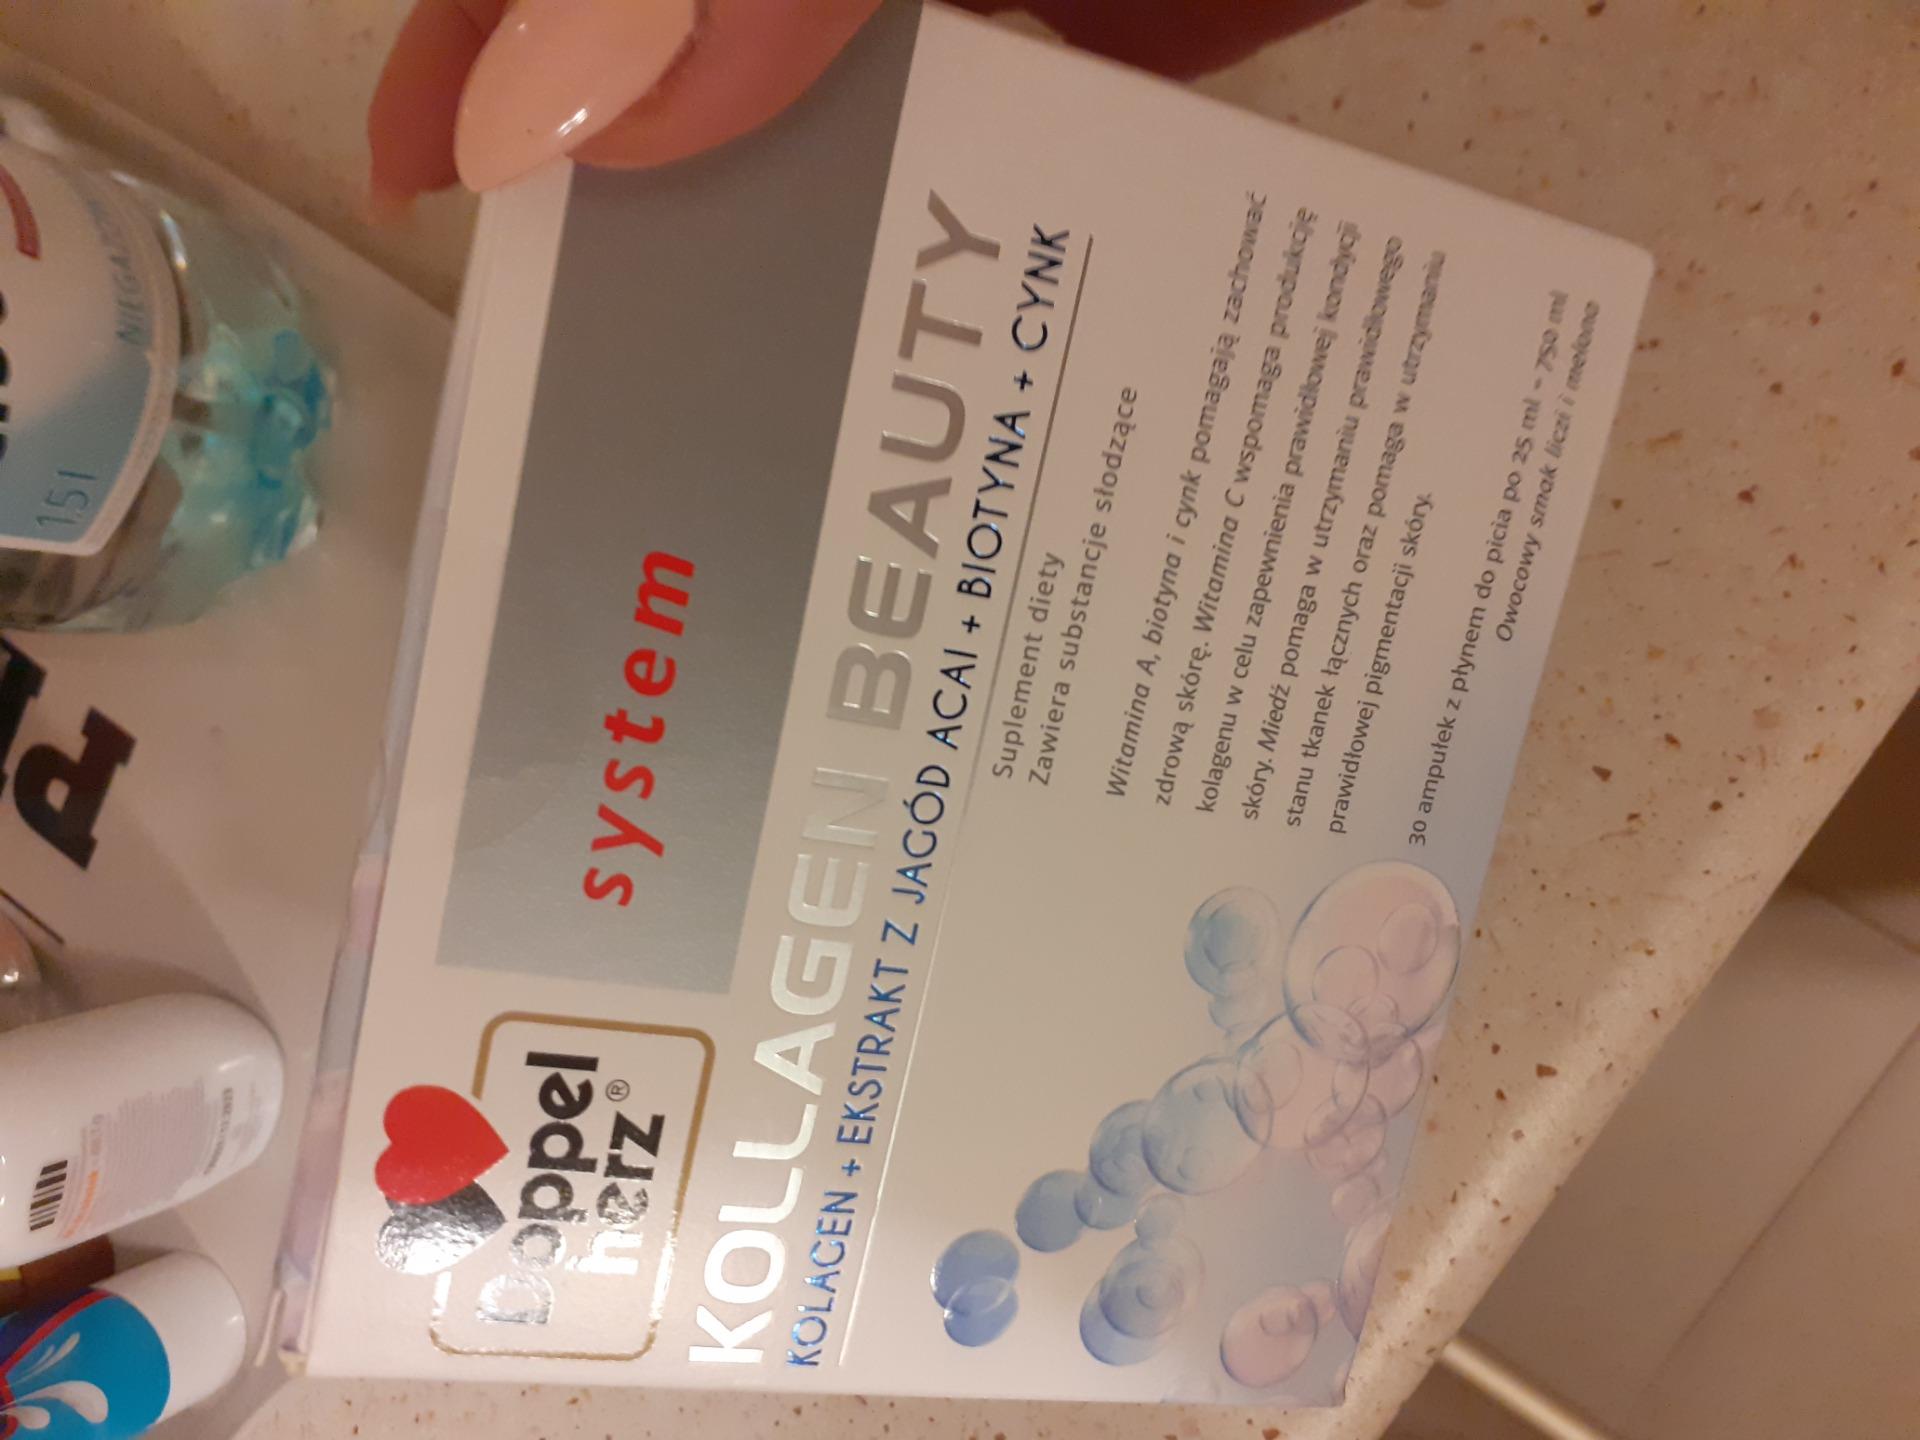 Doppel
herz®
system
KOLLAGEN BEAUTY
KOLAGEN + EKSTRAKT Z JAGÓD ACAI + BIOTYNA + CYNK
Suplement diety
Zawiera substancje słodzące
Witamina A, biotyna i cynk pomagają zachować
zdrową skórę. Witamina C wspomaga produkcję
kolagenu w celu zapewnienia prawidłowej kondycji
skóry. Miedź pomaga w utrzymaniu prawidłowego
stanu tkanek łącznych oraz pomaga w utrzymaniu
prawidłowej pigmentacji skóry.
30 ampułek z płynem do picia po 25 ml - 750 ml
Owocowy smak liczi i melona
1,5 l